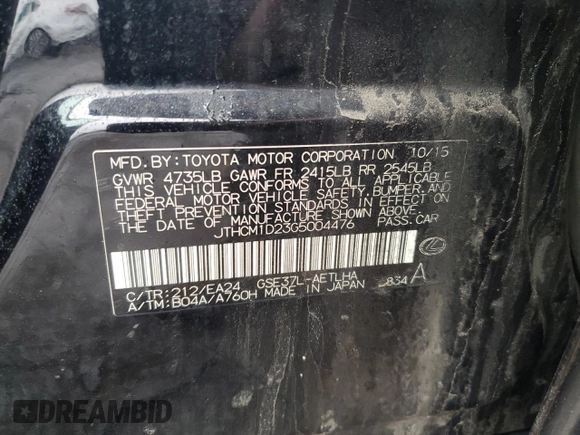 MFD.BY: TOYOTA MOTOR CORPORATION 10/15
GVWR 4735LB GAWR FR 2415LB RR 2545LB
THIS VEHICLE CONFORMS TO ALL APPLICABLE
FEDERAL MOTOR VEHICLE SAFETY, BUMPER, AND
THEFT PREVENTION STANDARDS IN EFFECT ON
THE DATE OF MANUFACTURE SHOWN ABOVE.
JTHCM1D23G5004476 PASS.CAR
C/TR:212/EA24 GSE37L-AETLHA
A/TM:B04A/A760H MADE IN JAPAN 834 A
DREAMBID